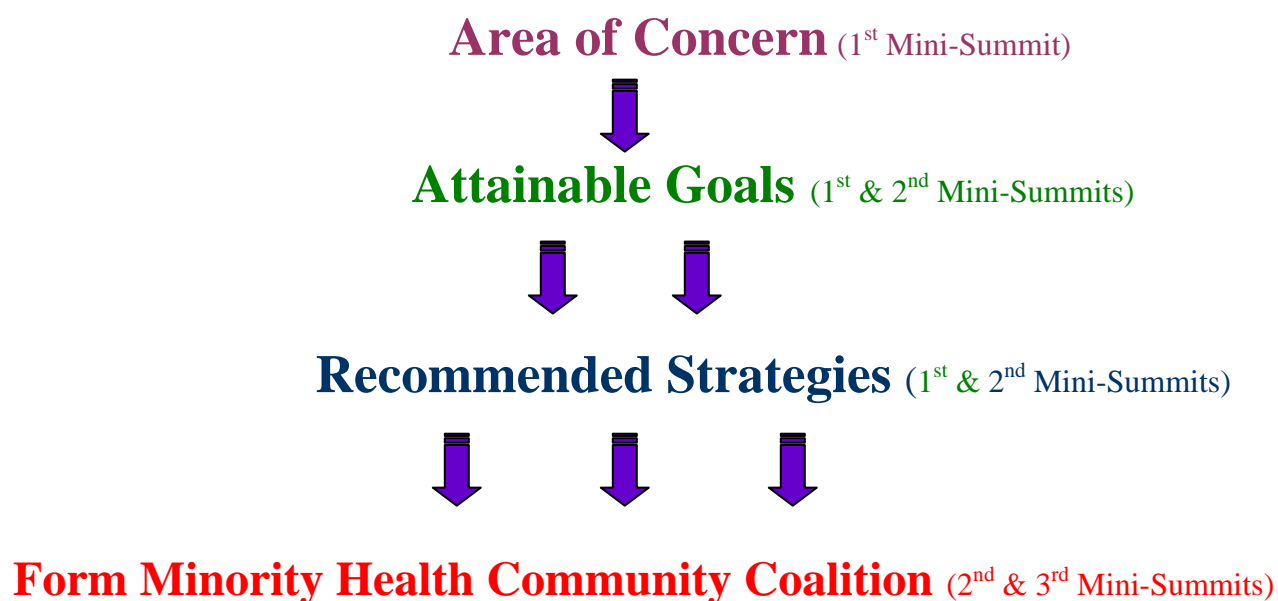 Area of Concern (1st Mini-Summit)
Attainable Goals (1st & 2nd Mini-Summits)
Recommended Strategies (1st & 2nd Mini-Summits)
Form Minority Health Community Coalition (2nd & 3rd Mini-Summits)